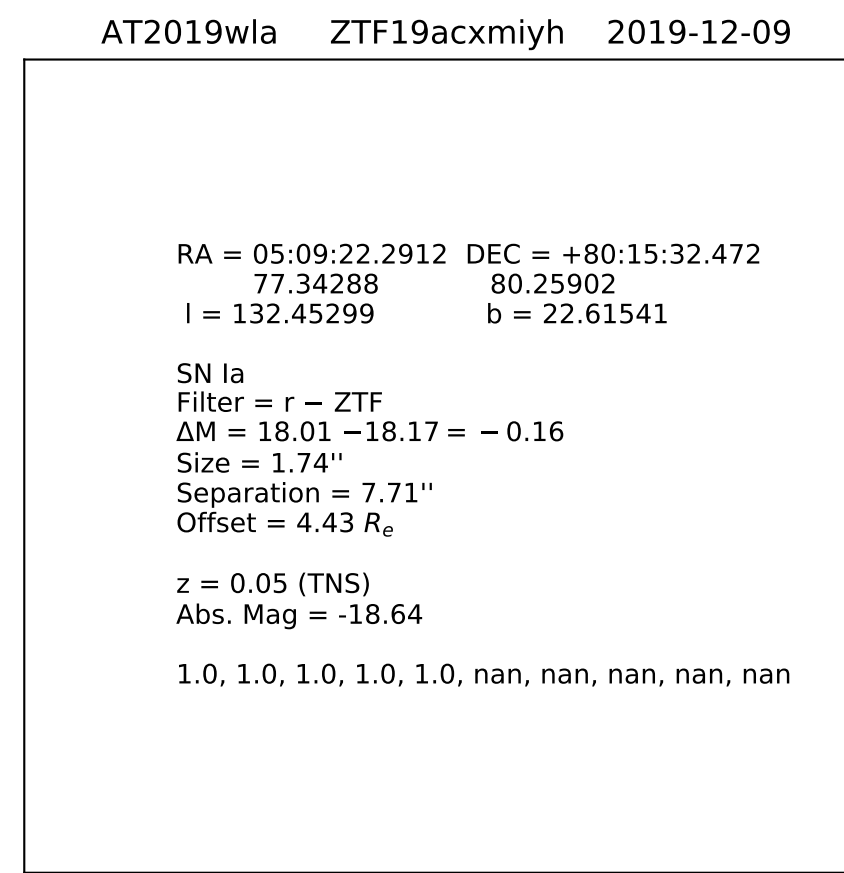 AT2019wla ZTF19acxmiyh 2019-12-09
RA = 05:09:22.2912 DEC = +80:15:32.472
77.34288 80.25902
l = 132.45299 b = 22.61541
SN Ia
Filter = r − ZTF
ΔM = 18.01 −18.17 = − 0.16
Size = 1.74''
Separation = 7.71''
Offset = 4.43 Rₑ
z = 0.05 (TNS)
Abs. Mag = -18.64
1.0, 1.0, 1.0, 1.0, 1.0, nan, nan, nan, nan, nan